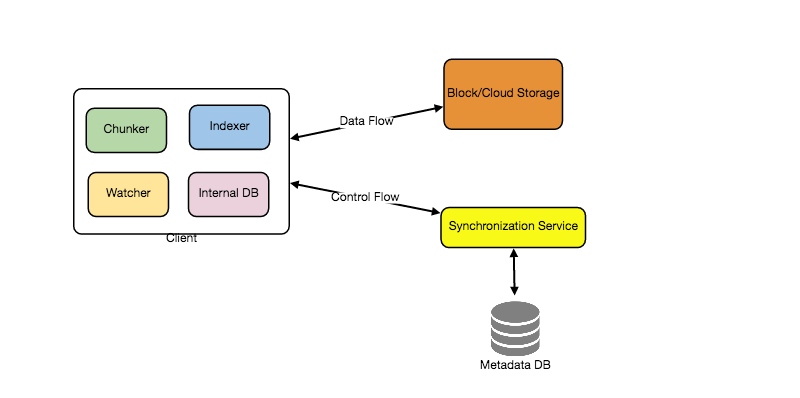 Chunker
Indexer
Watcher
Internal DB
Client
Data Flow
Control Flow
Block/Cloud Storage
Synchronization Service
Metadata DB